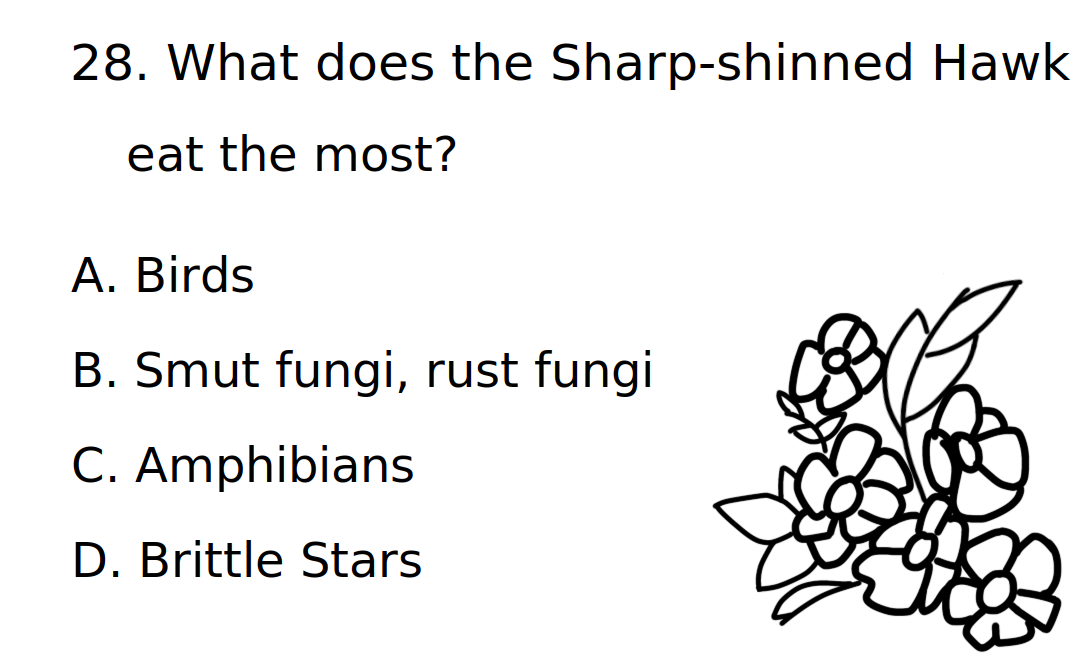 28. What does the Sharp-shinned Hawk
eat the most?
A. Birds
B. Smut fungi, rust fungi
C. Amphibians
D. Brittle Stars